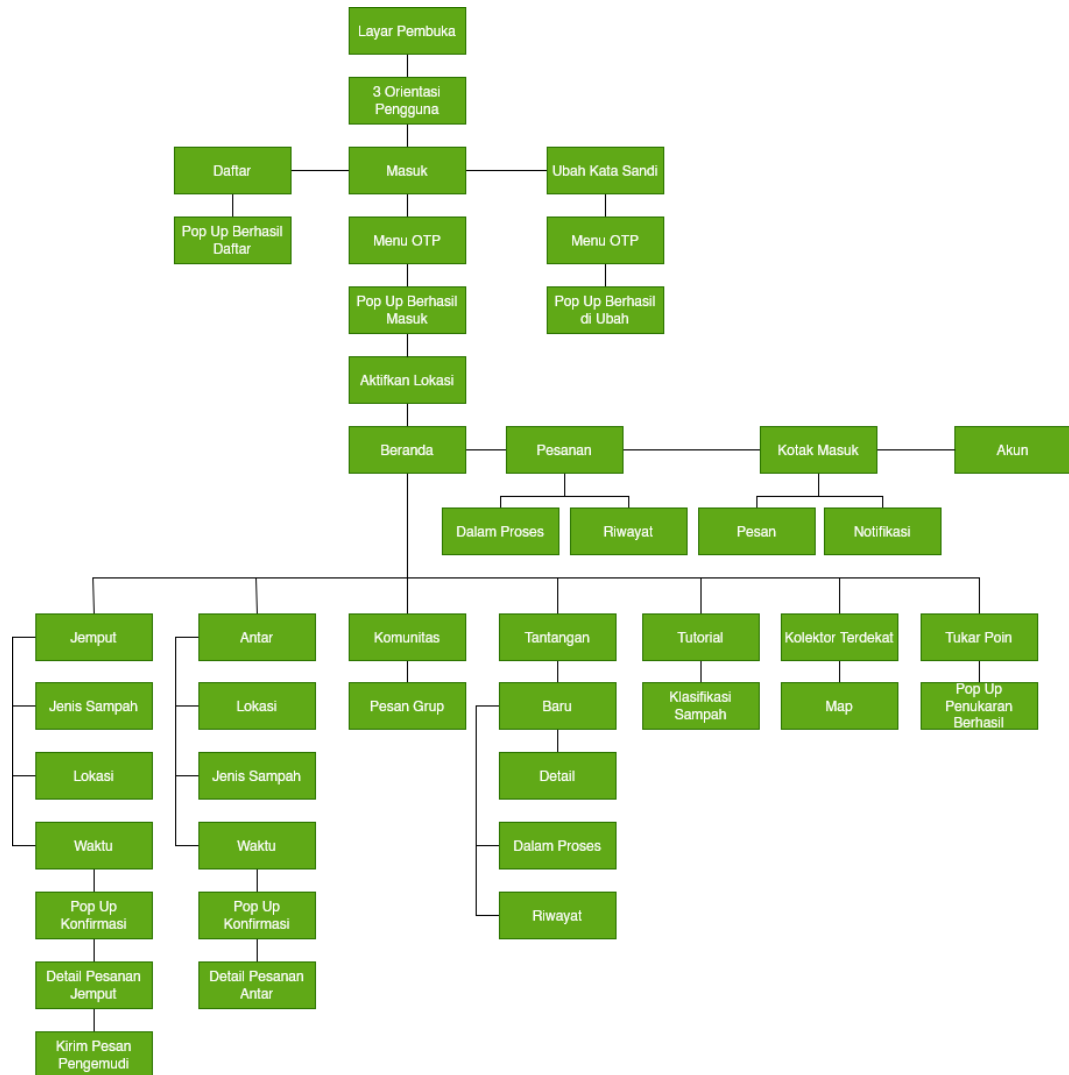 Layar Pembuka
3 Orientasi
Pengguna
Daftar
Masuk
Ubah Kata Sandi
Pop Up Berhasil
Daftar
Menu OTP
Menu OTP
Pop Up Berhasil
Masuk
Pop Up Berhasil
di Ubah
Aktifkan Lokasi
Beranda
Pesanan
Kotak Masuk
Akun
Dalam Proses
Riwayat
Pesan
Notifikasi
Jemput
Antar
Komunitas
Tantangan
Tutorial
Kolektor Terdekat
Tukar Poin
Jenis Sampah
Lokasi
Pesan Grup
Baru
Klasifikasi
Sampah
Map
Pop Up
Penukaran
Berhasil
Lokasi
Jenis Sampah
Detail
Waktu
Waktu
Dalam Proses
Pop Up
Konfirmasi
Pop Up
Konfirmasi
Riwayat
Detail Pesanan
Jemput
Detail Pesanan
Antar
Kirim Pesan
Pengemudi